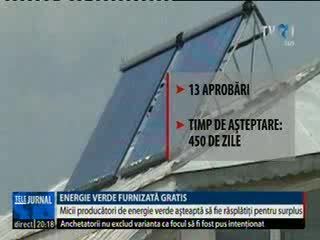 TVR 1
▶ 13 APROBĂRI
▶ TIMP DE AȘTEPTARE:
450 DE ZILE
TELE JURNAL
ENERGIE VERDE FURNIZATĂ GRATIS
Micii producători de energie verde așteaptă să fie răsplătiți pentru surplus
direct 20:18
Anchetatorii nu exclud varianta ca focul să fi fost pus intenționat